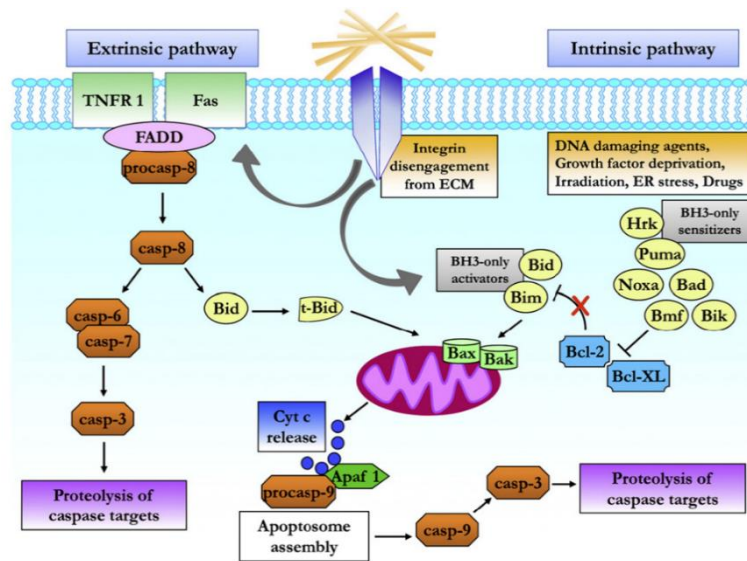 Extrinsic pathway
Intrinsic pathway
TNFR 1
Fas
FADD
procasp-8
Integrin
disengagement
from ECM
DNA damaging agents,
Growth factor deprivation,
Irradiation, ER stress, Drugs
casp-8
Hrk
BH3-only
sensitizers
Puma
BH3-only
activators
Bid
Bim
Noxa
Bad
Bmf
Bik
casp-6
casp-7
Bid
t-Bid
Bax
Bak
Bcl-2
Bcl-XL
casp-3
Cyt c
release
Apaf 1
procasp-9
casp-3
Proteolysis of
caspase targets
Proteolysis of
caspase targets
Apoptosome
assembly
casp-9